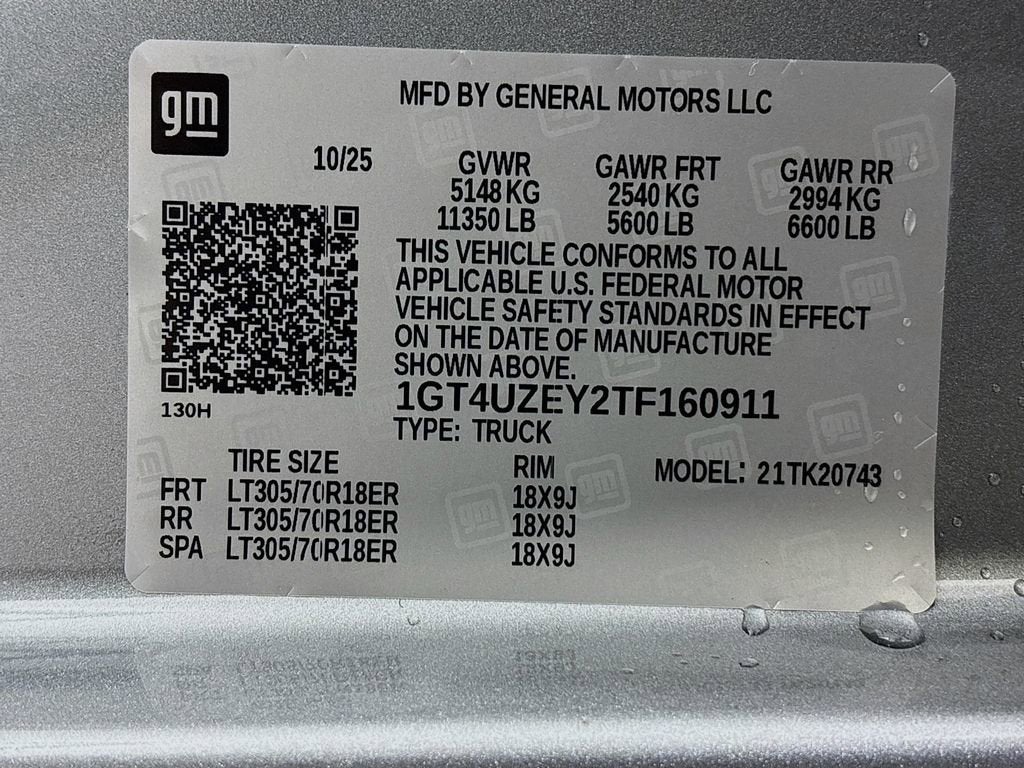 gm
MFD BY GENERAL MOTORS LLC
10/25 GVWR GAWR FRT GAWR RR
5148 KG 2540 KG 2994 KG
11350 LB 5600 LB 6600 LB
THIS VEHICLE CONFORMS TO ALL
APPLICABLE U.S. FEDERAL MOTOR
VEHICLE SAFETY STANDARDS IN EFFECT
ON THE DATE OF MANUFACTURE
SHOWN ABOVE.
130H
1GT4UZEY2TF160911
TYPE: TRUCK
TIRE SIZE RIM MODEL: 21TK20743
FRT LT305/70R18ER 18X9J
RR LT305/70R18ER 18X9J
SPA LT305/70R18ER 18X9J